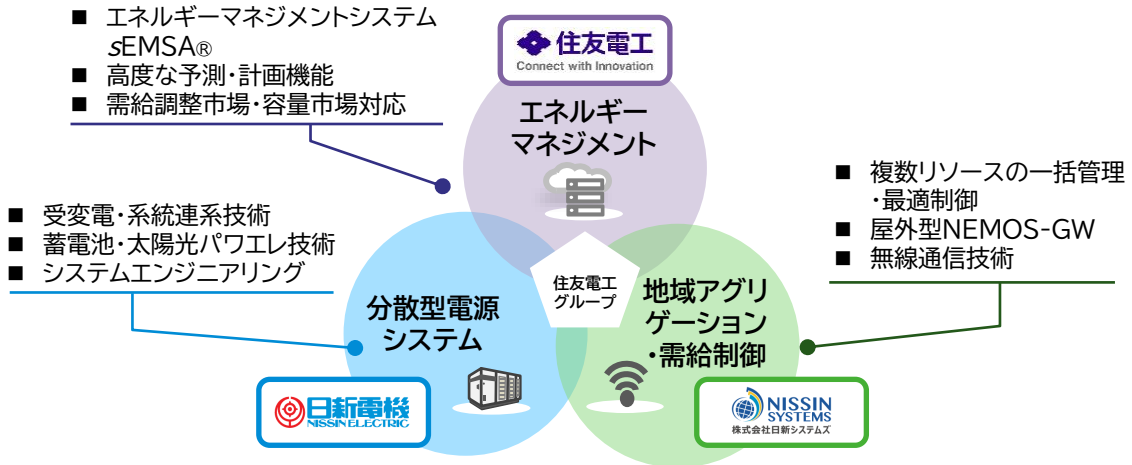 ■ エネルギーマネジメントシステム
sEMSA®
■ 高度な予測・計画機能
■ 需給調整市場・容量市場対応
住友電工
Connect with Innovation
エネルギー
マネジメント
■ 受変電・系統連系技術
■ 蓄電池・太陽光パワエレ技術
■ システムエンジニアリング
■ 複数リソースの一括管理
・最適制御
■ 屋外型NEMOS-GW
■ 無線通信技術
住友電工
グループ
分散型電源
システム
地域アグリ
ゲーション
・需給制御
日新電機
NISSIN ELECTRIC
NISSIN
SYSTEMS
株式会社日新システムズ